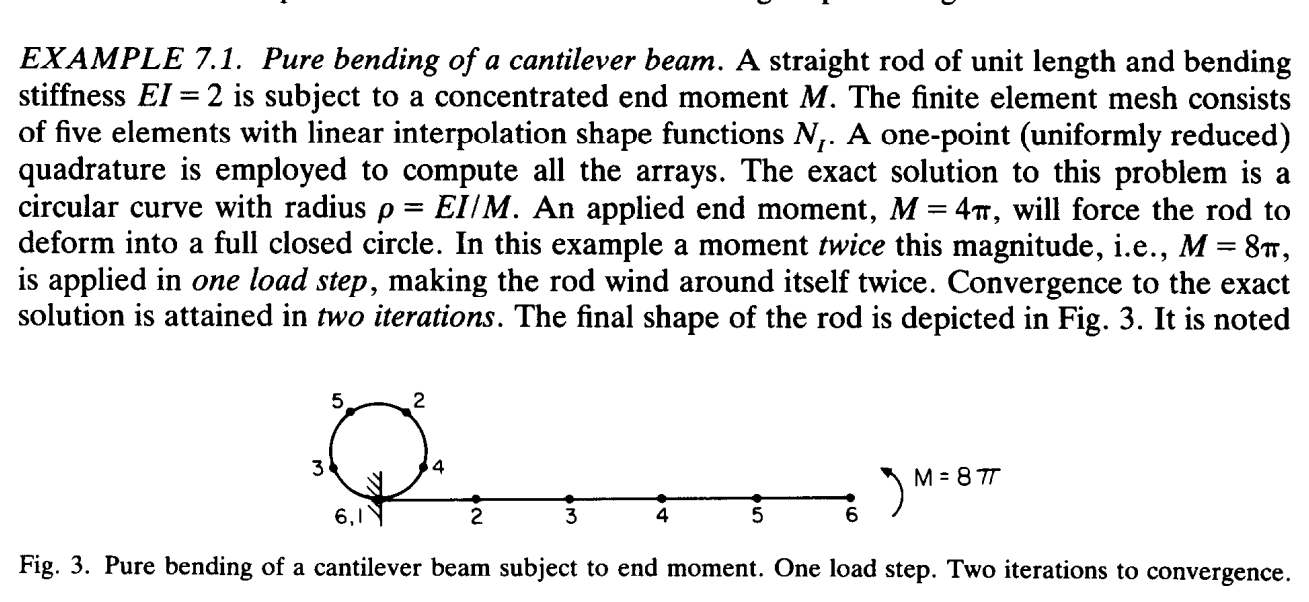 EXAMPLE 7.1. Pure bending of a cantilever beam. A straight rod of unit length and bending
stiffness EI = 2 is subject to a concentrated end moment M. The finite element mesh consists
of five elements with linear interpolation shape functions N_I. A one-point (uniformly reduced)
quadrature is employed to compute all the arrays. The exact solution to this problem is a
circular curve with radius ρ = EI/M. An applied end moment, M = 4π, will force the rod to
deform into a full closed circle. In this example a moment twice this magnitude, i.e., M = 8π,
is applied in one load step, making the rod wind around itself twice. Convergence to the exact
solution is attained in two iterations. The final shape of the rod is depicted in Fig. 3. It is noted
5 2
3 4
M = 8π
6,1 2 3 4 5 6
Fig. 3. Pure bending of a cantilever beam subject to end moment. One load step. Two iterations to convergence.